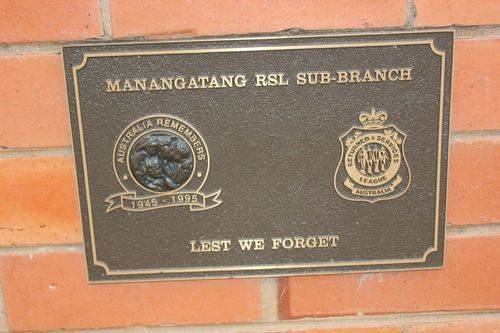 MANANGATANG RSL SUB-BRANCH
AUSTRALIA REMEMBERS
1945 - 1995
RETURNED & SERVICES
LEAGUE
AUSTRALIA
LEST WE FORGET